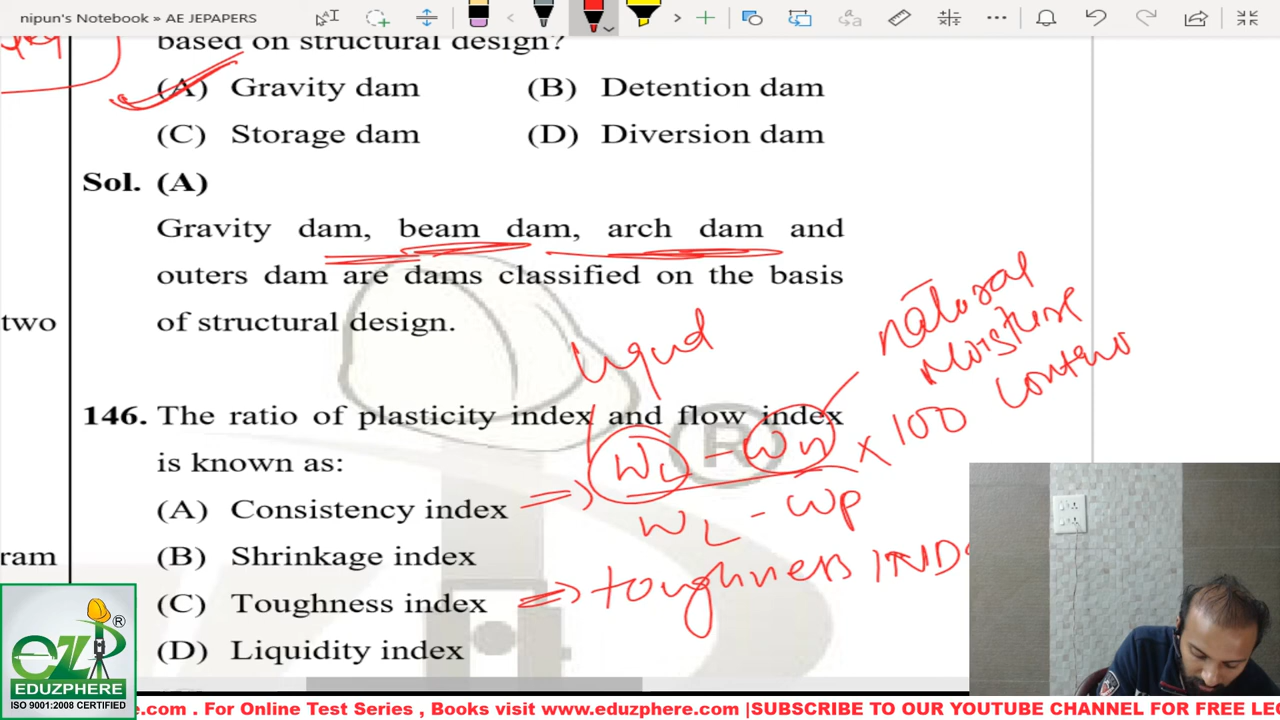 nipun's Notebook » AE JEPAPERS
based on structural design?
(A) Gravity dam (B) Detention dam
(C) Storage dam (D) Diversion dam
Sol. (A)
Gravity dam, beam dam, arch dam and
outers dam are dams classified on the basis
two of structural design.
liquid
natural
moisture
146. The ratio of plasticity index and flow index
is known as:
WL - Wn × 100
WL - WP
(A) Consistency index ⇒
ram (B) Shrinkage index
(C) Toughness index ⇒ toughness IND
(D) Liquidity index
®
EZP ®
EDUZPHERE
ISO 9001:2008 CERTIFIED
e.com . For Online Test Series , Books visit www.eduzphere.com |SUBSCRIBE TO OUR YOUTUBE CHANNEL FOR FREE LEC